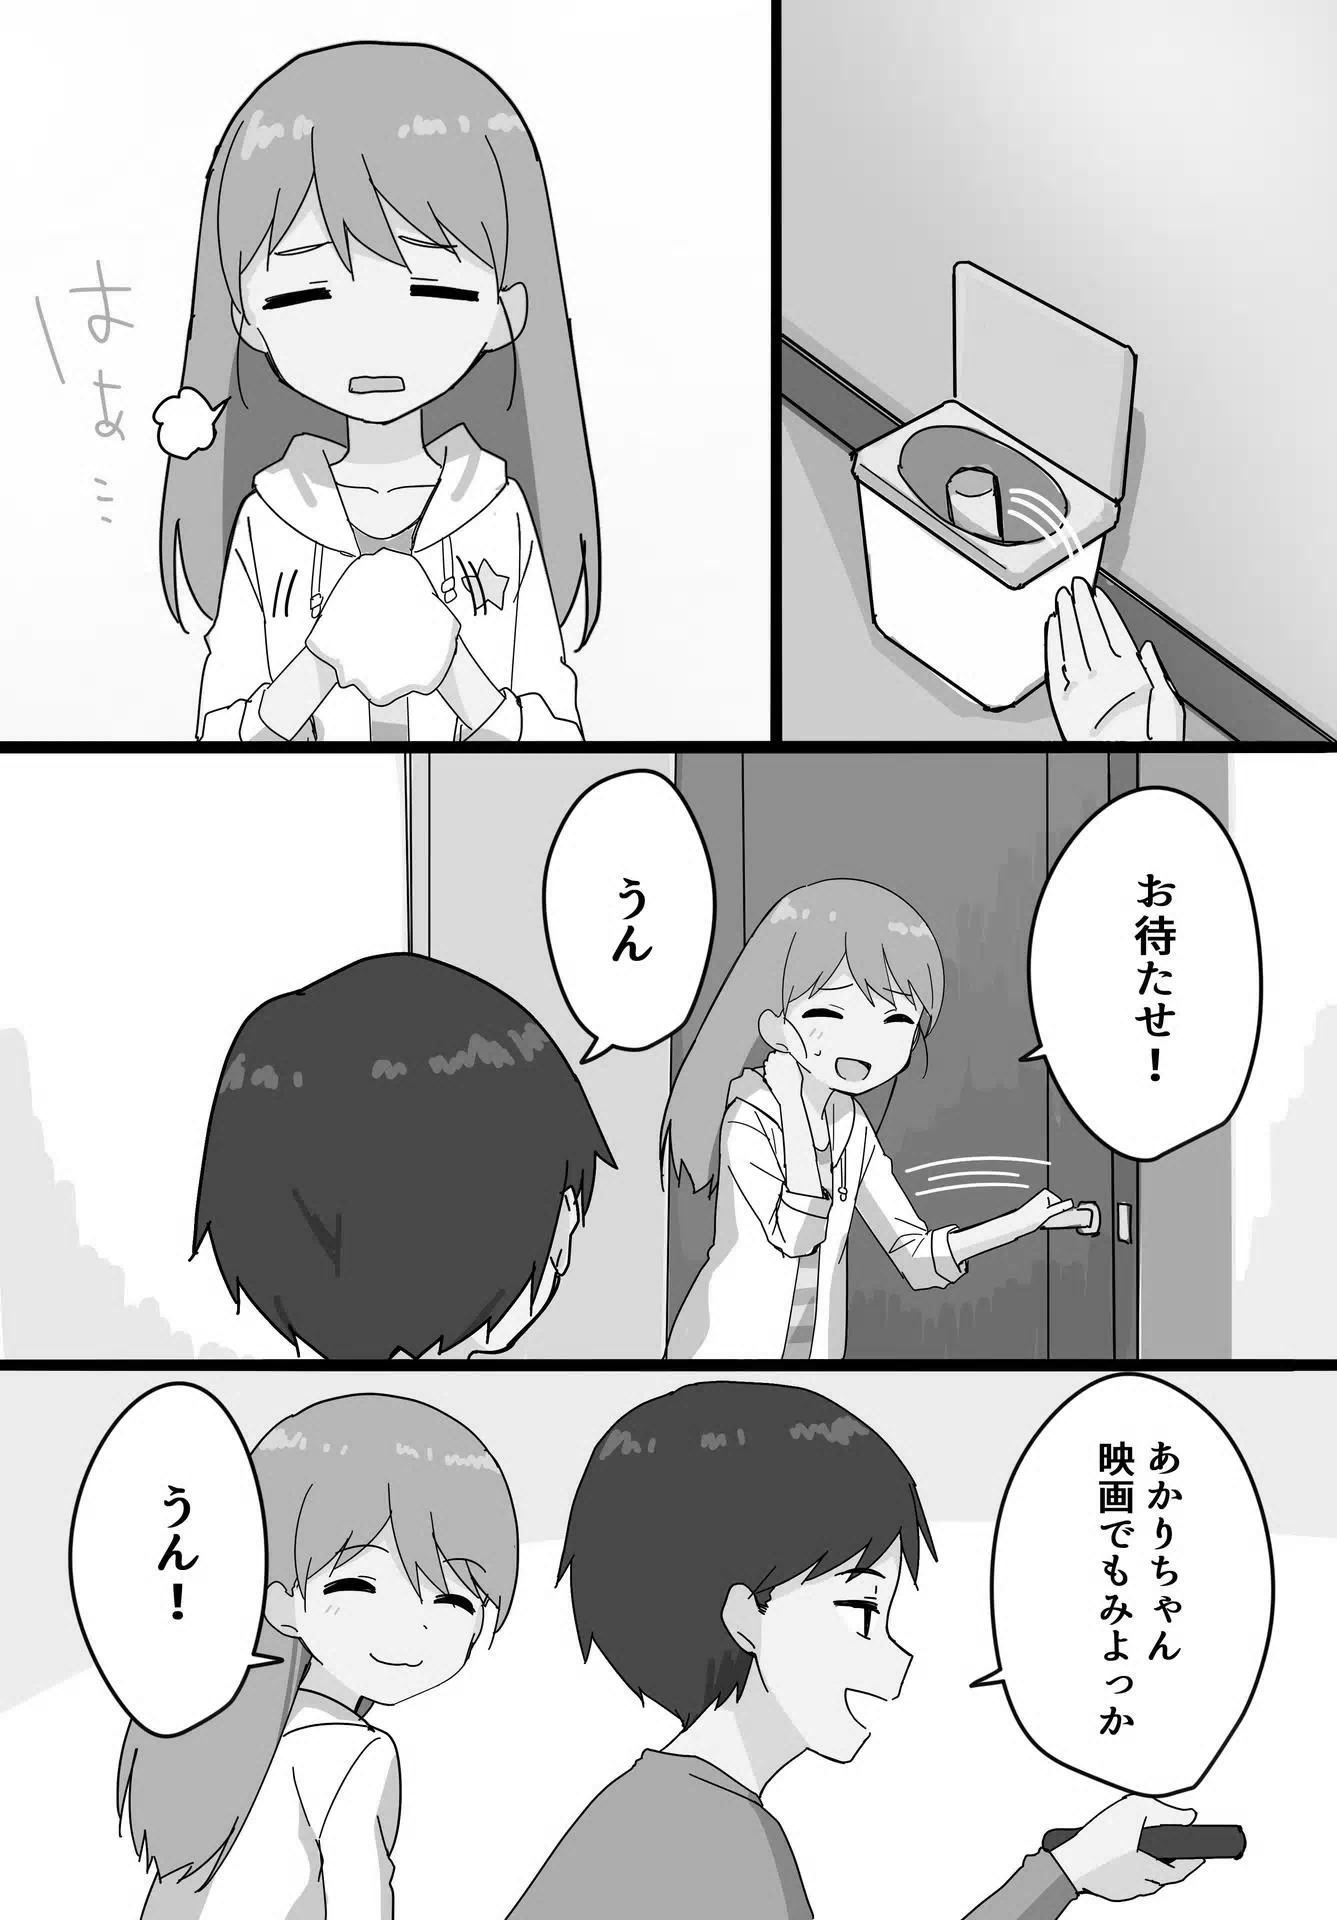 はぁ…
お待たせ！
うん
あかりちゃん
映画でもみよっか
うん！